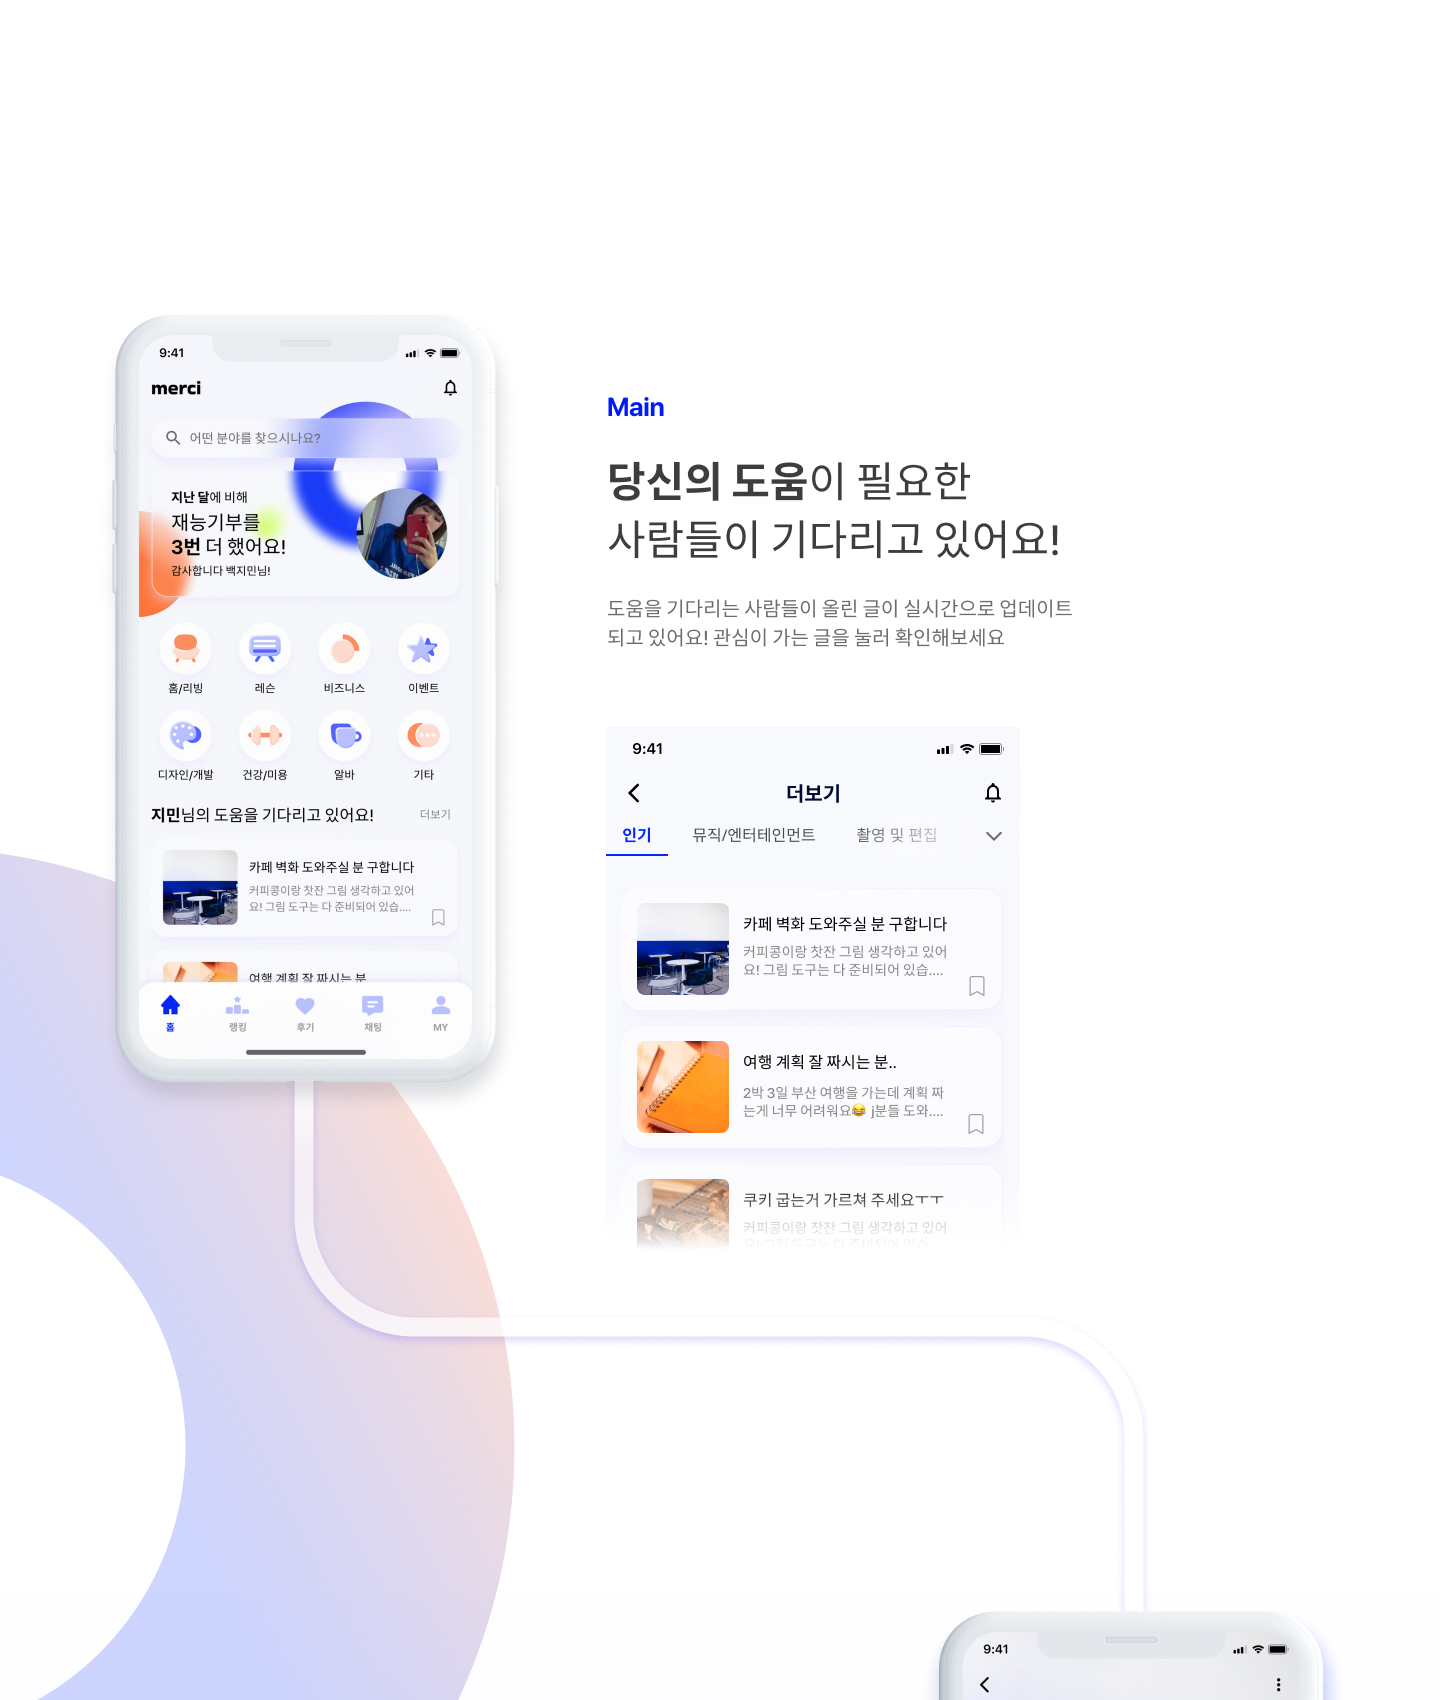 9:41
merci
어떤 분야를 찾으시나요?
지난 달에 비해
재능기부를
3번 더 했어요!
감사합니다 백지민님!
홈/리빙
레슨
비즈니스
이벤트
디자인/개발
건강/미용
알바
기타
지민님의 도움을 기다리고 있어요!
더보기
카페 벽화 도와주실 분 구합니다
커피콩이랑 찻잔 그림 생각하고 있어
요! 그림 도구는 다 준비되어 있습....
여행 계획 잘 짜시는 분
홈
랭킹
후기
채팅
MY
Main
당신의 도움이 필요한
사람들이 기다리고 있어요!
도움을 기다리는 사람들이 올린 글이 실시간으로 업데이트
되고 있어요! 관심이 가는 글을 눌러 확인해보세요
9:41
더보기
인기
뮤직/엔터테인먼트
촬영 및 편집
카페 벽화 도와주실 분 구합니다
커피콩이랑 찻잔 그림 생각하고 있어
요! 그림 도구는 다 준비되어 있습....
여행 계획 잘 짜시는 분..
2박 3일 부산 여행을 가는데 계획 짜
는게 너무 어려워요😂 j분들 도와....
쿠키 굽는거 가르쳐 주세요ㅜㅜ
커피콩이랑 찻잔 그림 생각하고 있어
요! 그림 도구는 다 준비되어 있습
9:41